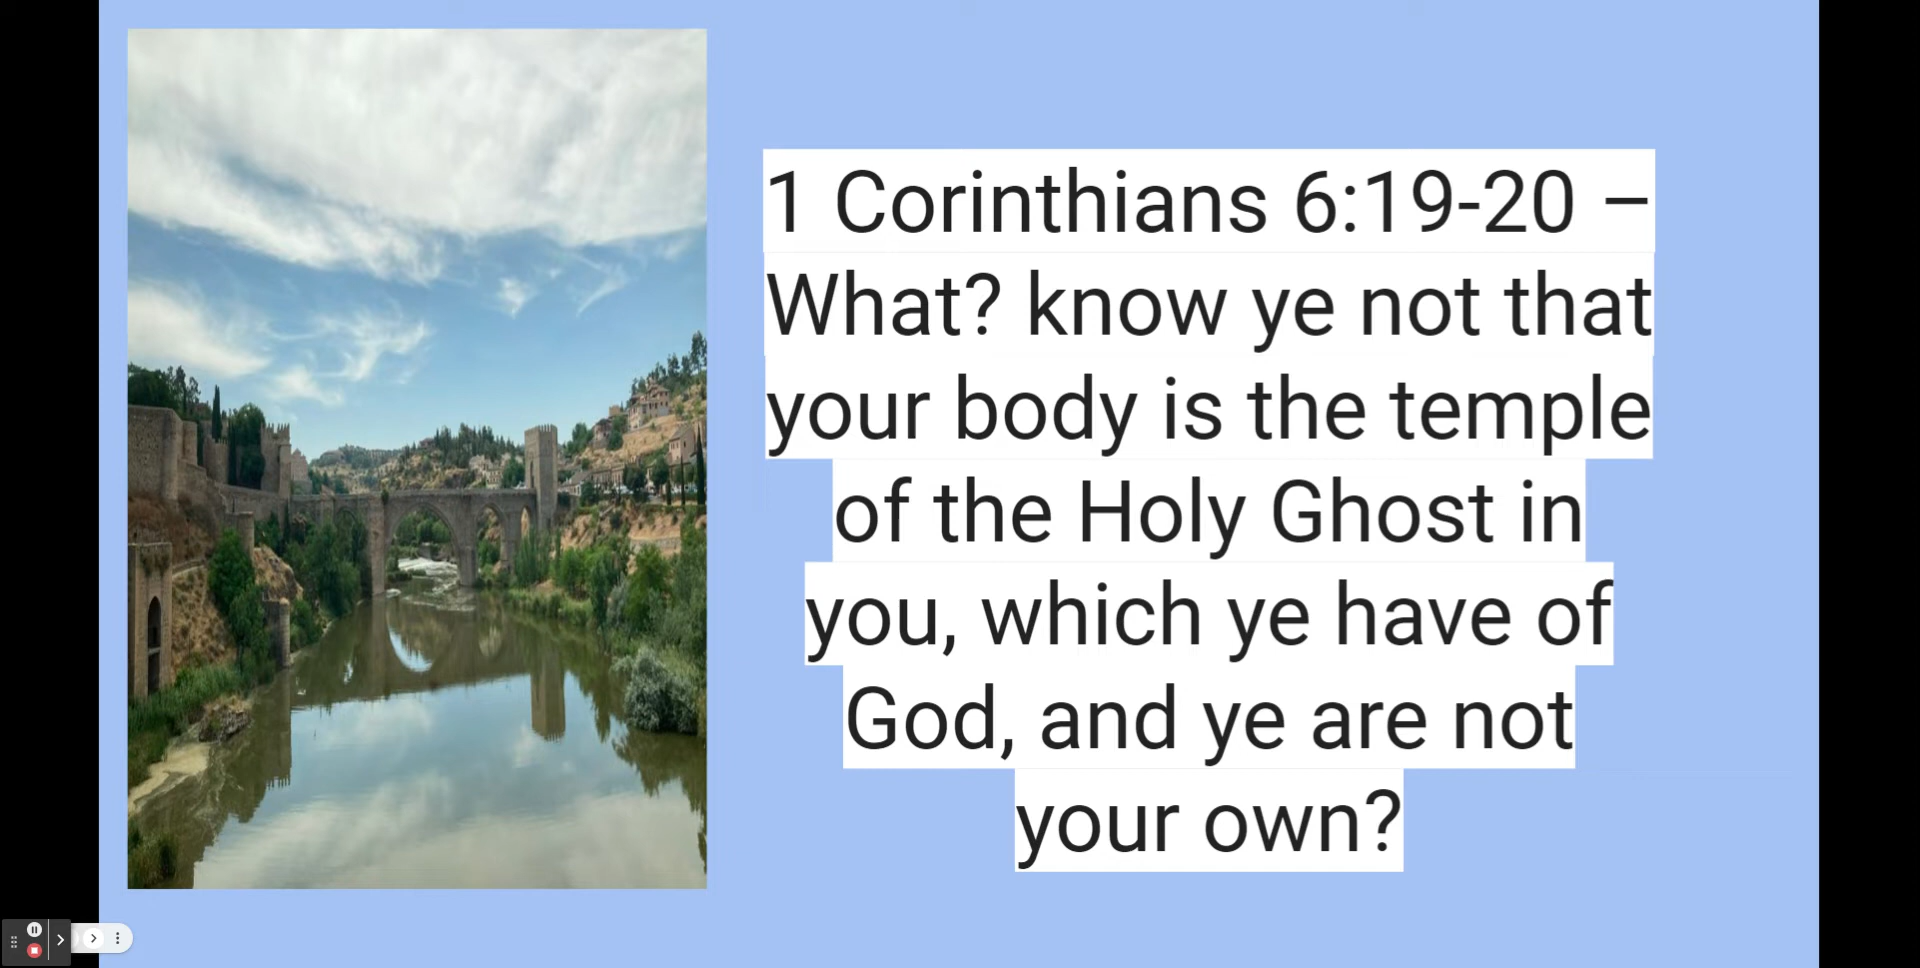 1 Corinthians 6:19-20 –
What? know ye not that
your body is the temple
of the Holy Ghost in
you, which ye have of
God, and ye are not
your own?